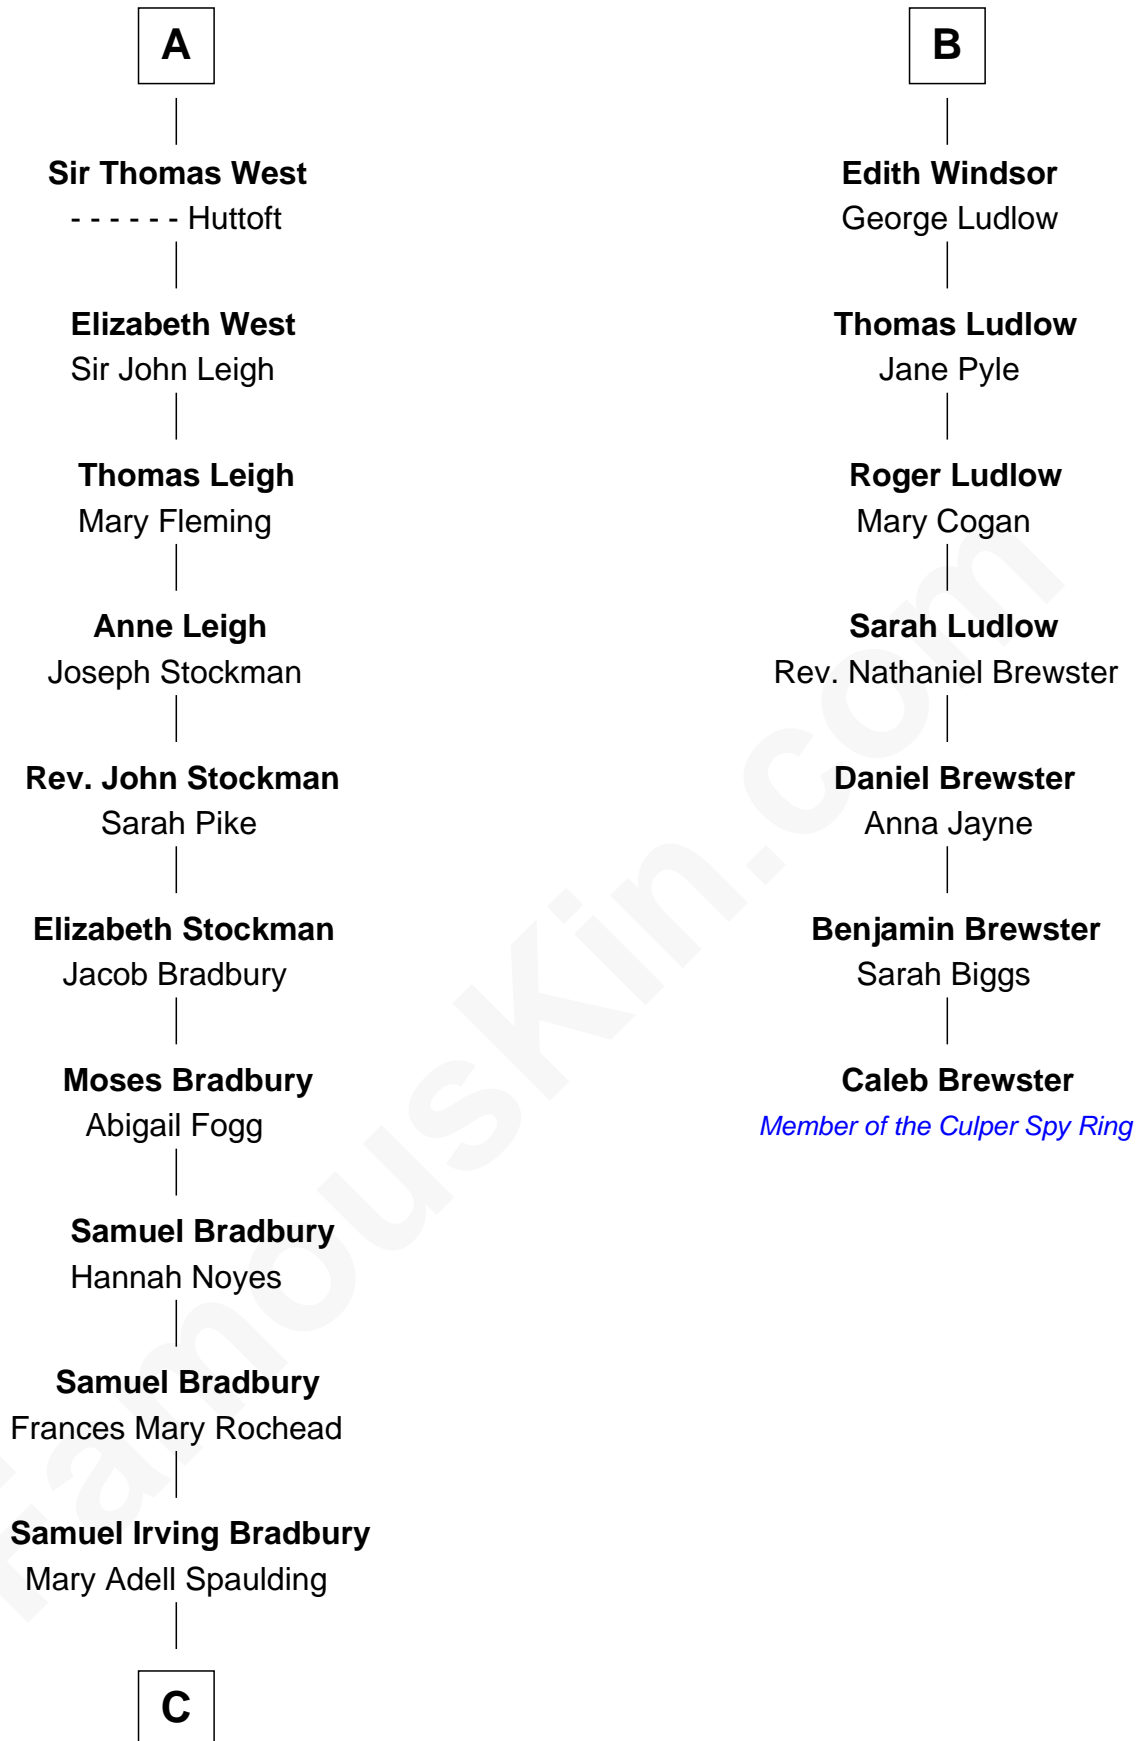 A
Sir Thomas West
- - - - - - Huttoft
Elizabeth West
Sir John Leigh
Thomas Leigh
Mary Fleming
Anne Leigh
Joseph Stockman
Rev. John Stockman
Sarah Pike
Elizabeth Stockman
Jacob Bradbury
Moses Bradbury
Abigail Fogg
Samuel Bradbury
Hannah Noyes
Samuel Bradbury
Frances Mary Rochead
Samuel Irving Bradbury
Mary Adell Spaulding
C
B
Edith Windsor
George Ludlow
Thomas Ludlow
Jane Pyle
Roger Ludlow
Mary Cogan
Sarah Ludlow
Rev. Nathaniel Brewster
Daniel Brewster
Anna Jayne
Benjamin Brewster
Sarah Biggs
Caleb Brewster
Member of the Culper Spy Ring
FamousKin.com